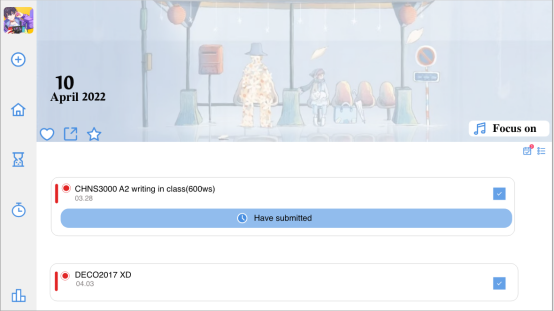 10
April 2022
Focus on
CHNS3000 A2 writing in class(600ws)
03.28
Have submitted
DECO2017 XD
04.03